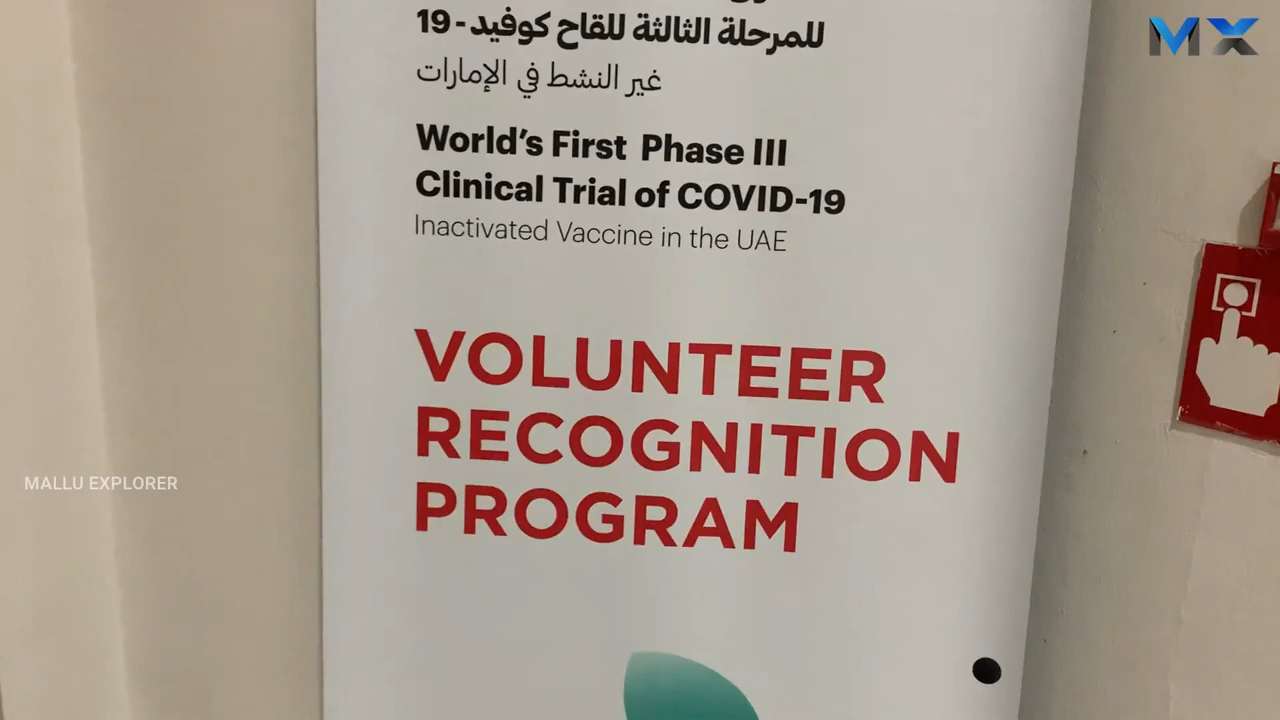 للمرحلة الثالثة للقاح كوفيد - 19
غير النشط في الإمارات
World's First Phase III
Clinical Trial of COVID-19
Inactivated Vaccine in the UAE
VOLUNTEER
RECOGNITION
PROGRAM
MALLU EXPLORER
MX